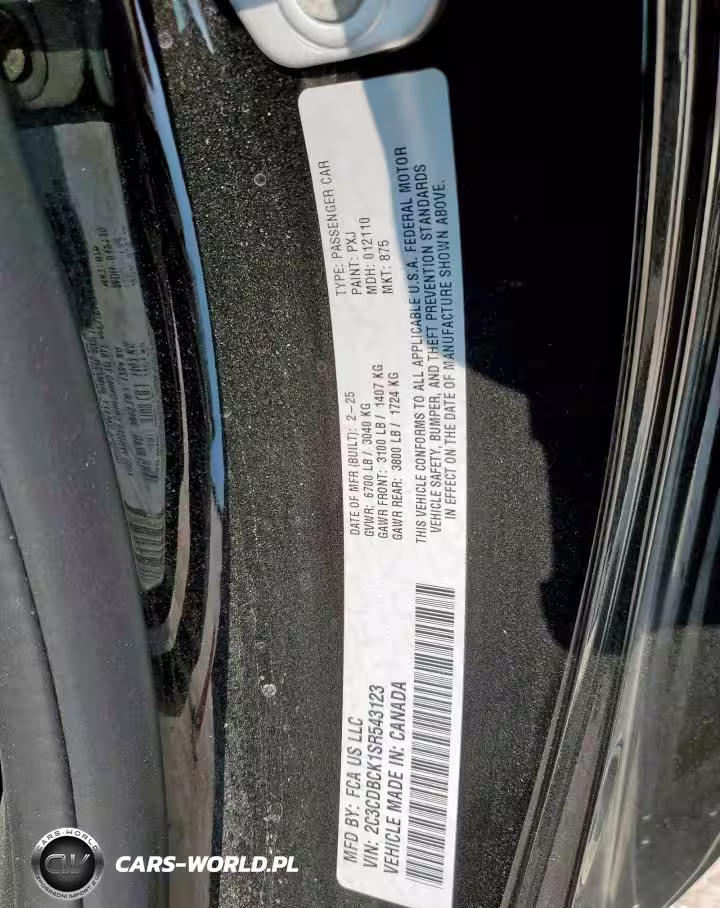 MFD BY: FCA US LLC
VIN: 2C3CDBCK1SR543123
VEHICLE MADE IN: CANADA
DATE OF MFR (BUILT): 2-25
GVWR: 6700 LB / 3040 KG
GAWR FRONT: 3100 LB / 1407 KG
GAWR REAR: 3800 LB / 1724 KG
TYPE: PASSENGER CAR
PAINT: PXJ
MDH: 012110
MKT: 875
THIS VEHICLE CONFORMS TO ALL APPLICABLE U.S.A. FEDERAL MOTOR
VEHICLE SAFETY, BUMPER, AND THEFT PREVENTION STANDARDS
IN EFFECT ON THE DATE OF MANUFACTURE SHOWN ABOVE.
CARS-WORLD
CARS-WORLD.PL